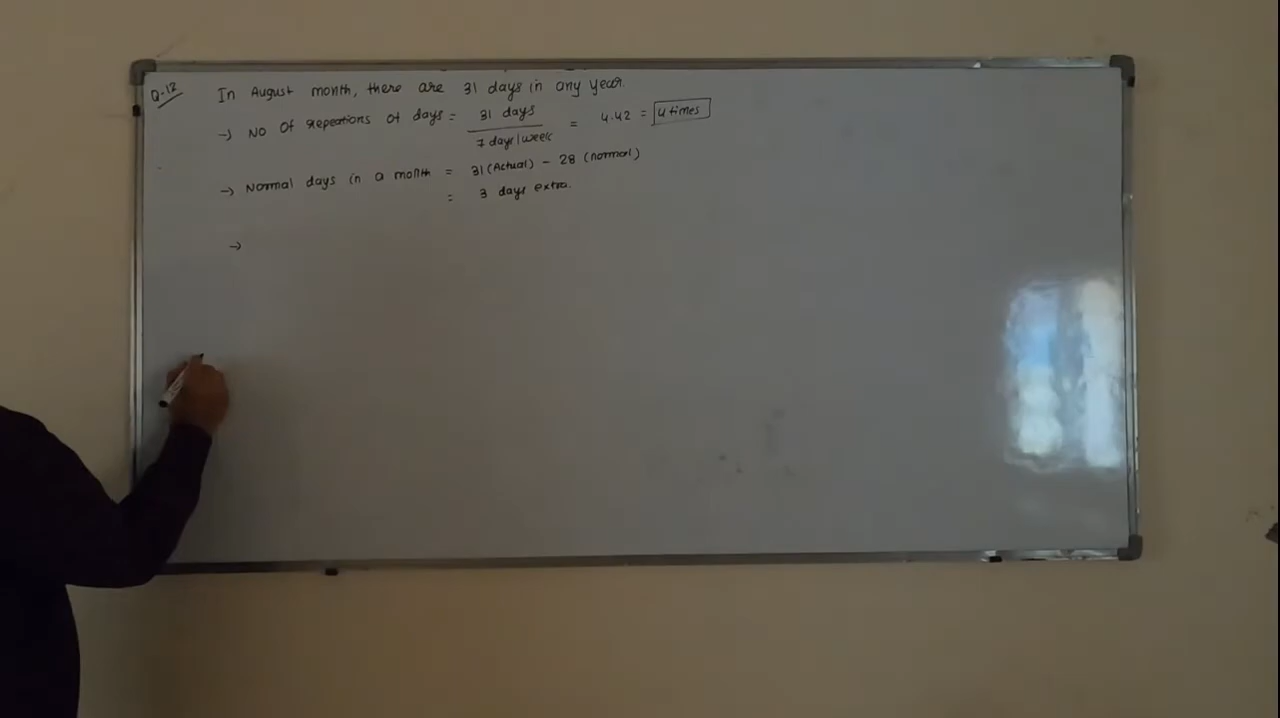 Q-12 In August month, there are 31 days in any year.
→ No Of repeations of days = 31 days / 7 days/week = 4.42 = 4 times
→ Normal days in a month = 31 (Actual) - 28 (normal)
= 3 days extra.
→